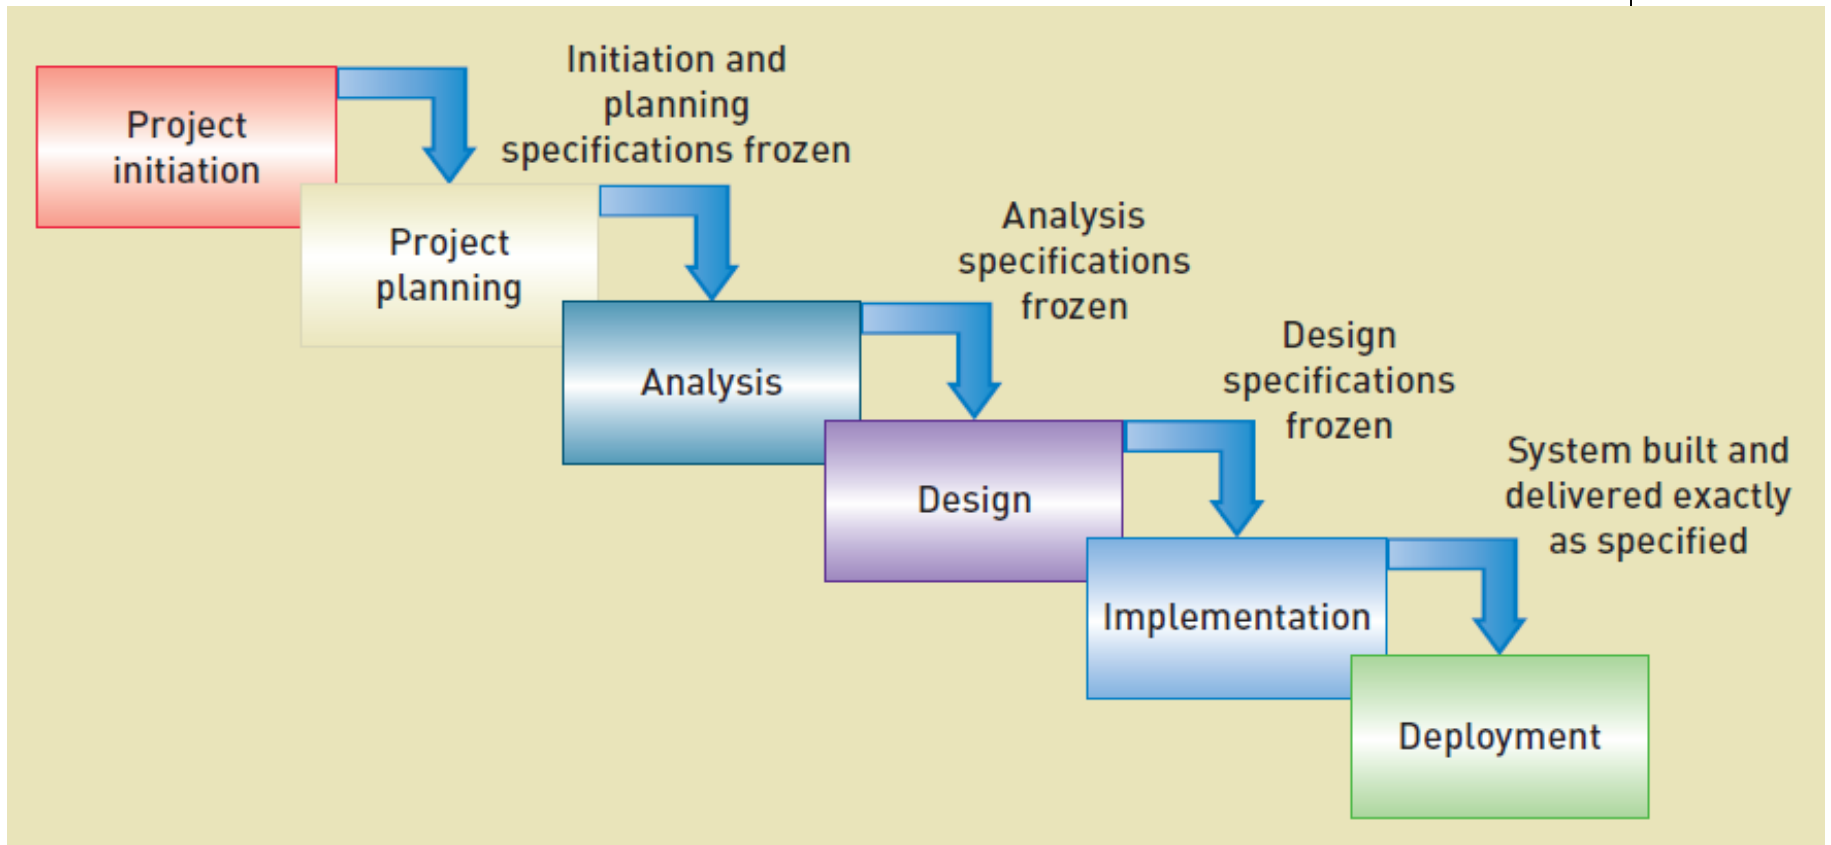 Project
initiation
Initiation and
planning
specifications frozen
Project
planning
Analysis
specifications
frozen
Analysis
Design
specifications
frozen
Design
System built and
delivered exactly
as specified
Implementation
Deployment